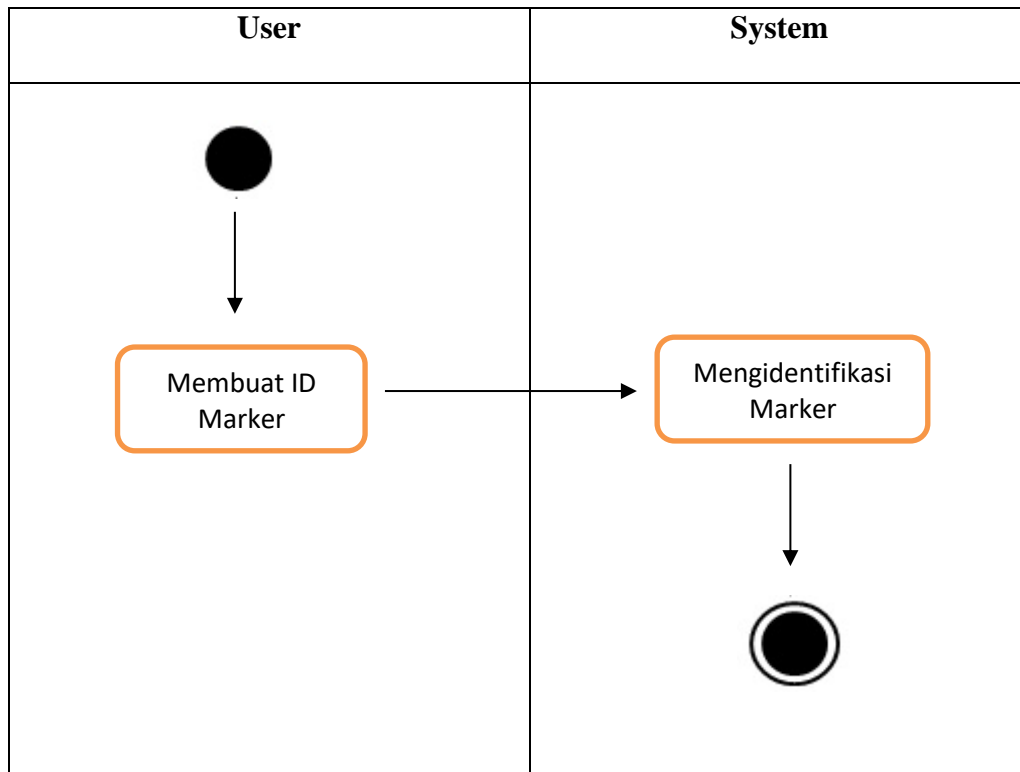 User
System
Membuat ID
Marker
Mengidentifikasi
Marker